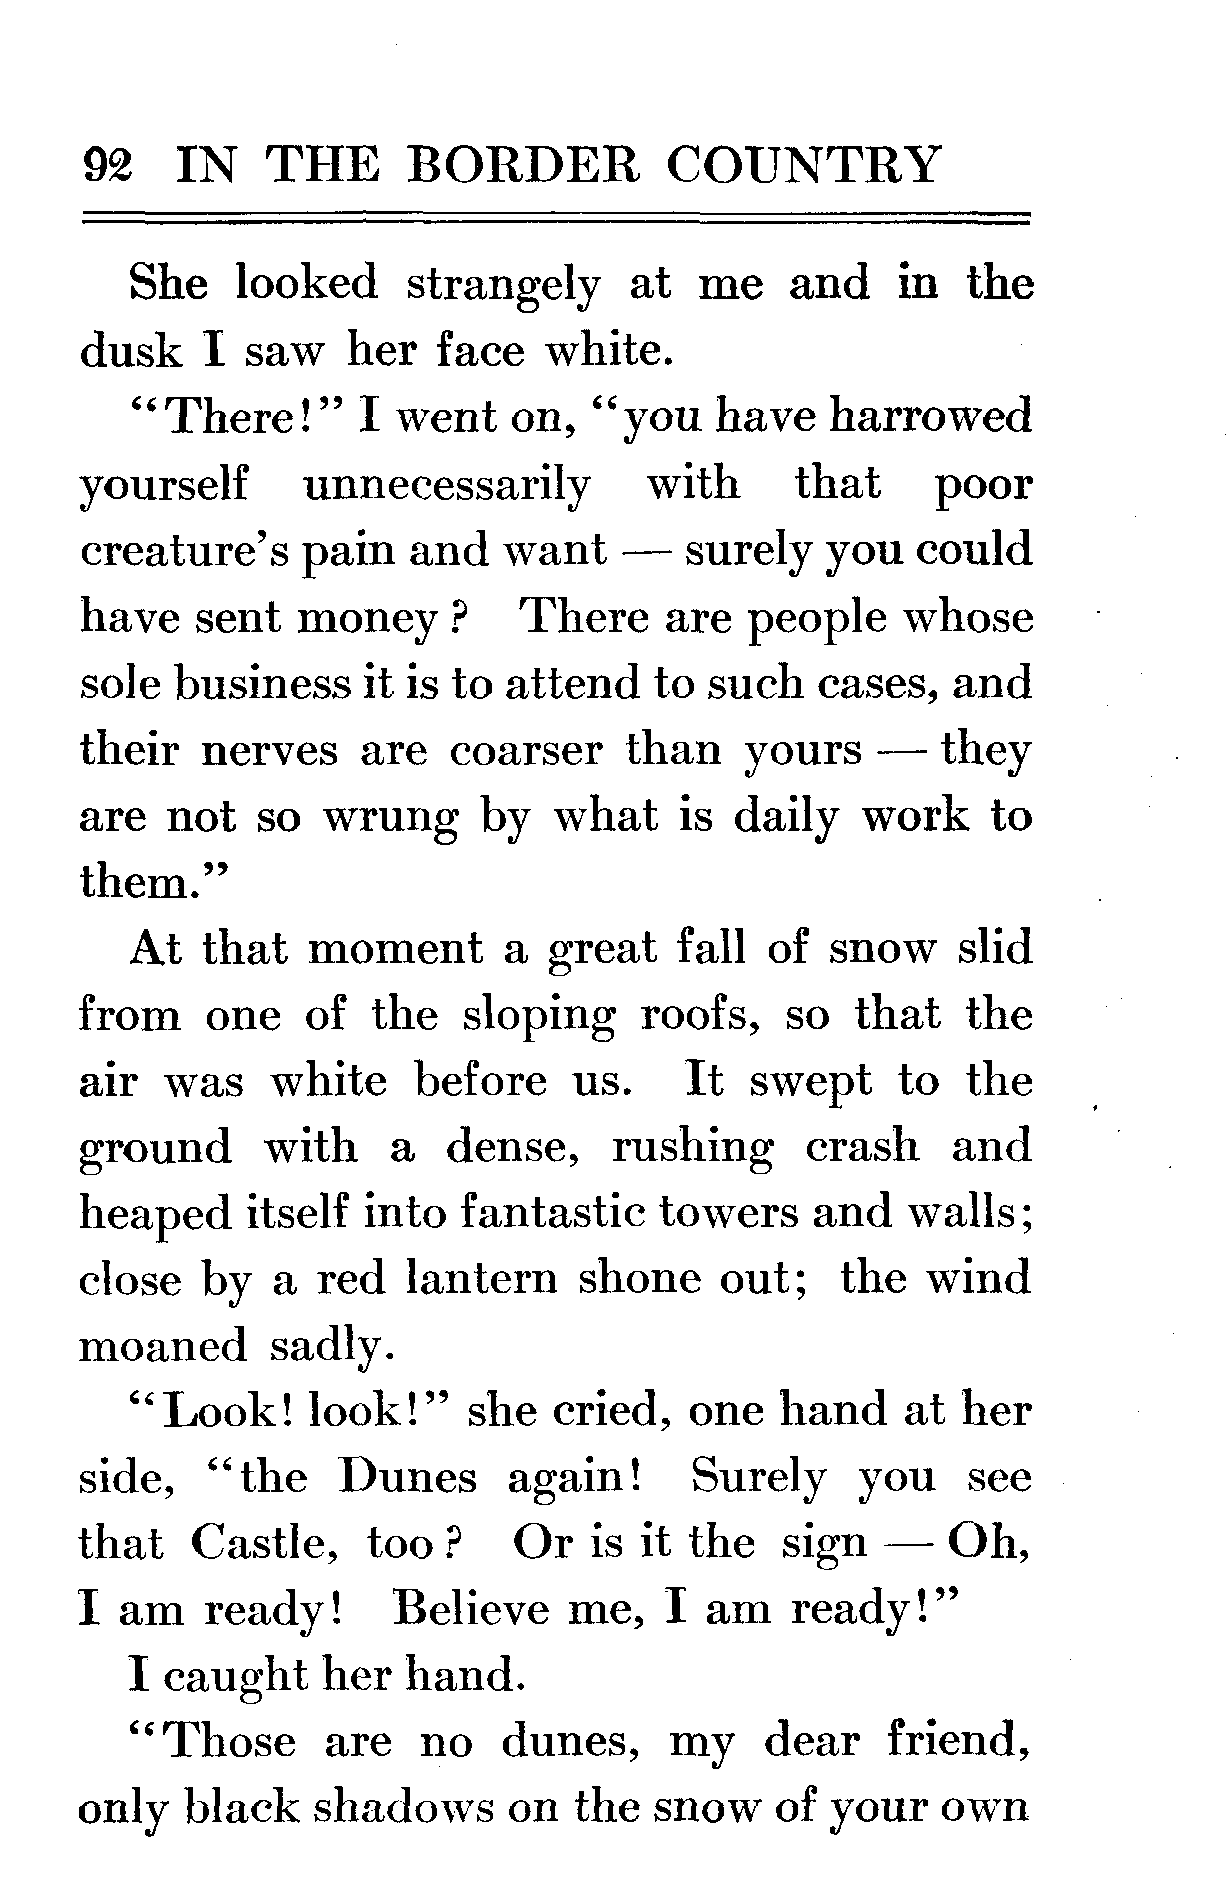 92 IN THE BORDER COUNTRY
She looked strangely at me and in the
dusk I saw her face white.
“There!” I went on, “you have harrowed
yourself unnecessarily with that poor
creature’s pain and want — surely you could
have sent money? There are people whose
sole business it is to attend to such cases, and
their nerves are coarser than yours — they
are not so wrung by what is daily work to
them.”
At that moment a great fall of snow slid
from one of the sloping roofs, so that the
air was white before us. It swept to the
ground with a dense, rushing crash and
heaped itself into fantastic towers and walls;
close by a red lantern shone out; the wind
moaned sadly.
“Look! look!” she cried, one hand at her
side, “the Dunes again! Surely you see
that Castle, too? Or is it the sign — Oh,
I am ready! Believe me, I am ready!”
I caught her hand.
“Those are no dunes, my dear friend,
only black shadows on the snow of your own